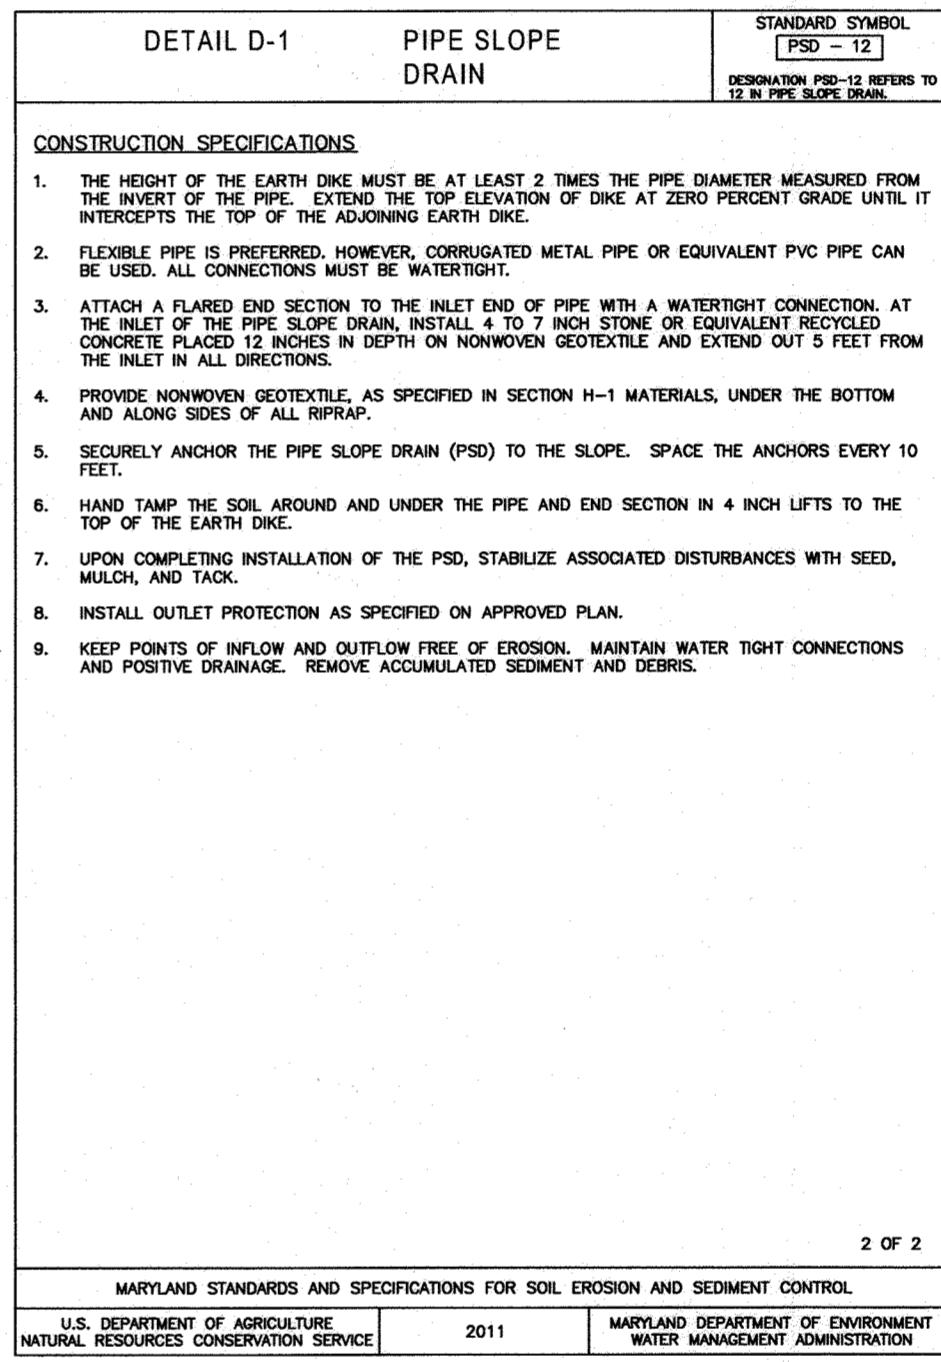 DETAIL D-1
PIPE SLOPE
DRAIN
STANDARD SYMBOL
PSD - 12
DESIGNATION PSD-12 REFERS TO
12 IN PIPE SLOPE DRAIN.
CONSTRUCTION SPECIFICATIONS
1. THE HEIGHT OF THE EARTH DIKE MUST BE AT LEAST 2 TIMES THE PIPE DIAMETER MEASURED FROM
THE INVERT OF THE PIPE. EXTEND THE TOP ELEVATION OF DIKE AT ZERO PERCENT GRADE UNTIL IT
INTERCEPTS THE TOP OF THE ADJOINING EARTH DIKE.
2. FLEXIBLE PIPE IS PREFERRED. HOWEVER, CORRUGATED METAL PIPE OR EQUIVALENT PVC PIPE CAN
BE USED. ALL CONNECTIONS MUST BE WATERTIGHT.
3. ATTACH A FLARED END SECTION TO THE INLET END OF PIPE WITH A WATERTIGHT CONNECTION. AT
THE INLET OF THE PIPE SLOPE DRAIN, INSTALL 4 TO 7 INCH STONE OR EQUIVALENT RECYCLED
CONCRETE PLACED 12 INCHES IN DEPTH ON NONWOVEN GEOTEXTILE AND EXTEND OUT 5 FEET FROM
THE INLET IN ALL DIRECTIONS.
4. PROVIDE NONWOVEN GEOTEXTILE, AS SPECIFIED IN SECTION H-1 MATERIALS, UNDER THE BOTTOM
AND ALONG SIDES OF ALL RIPRAP.
5. SECURELY ANCHOR THE PIPE SLOPE DRAIN (PSD) TO THE SLOPE. SPACE THE ANCHORS EVERY 10
FEET.
6. HAND TAMP THE SOIL AROUND AND UNDER THE PIPE AND END SECTION IN 4 INCH LIFTS TO THE
TOP OF THE EARTH DIKE.
7. UPON COMPLETING INSTALLATION OF THE PSD, STABILIZE ASSOCIATED DISTURBANCES WITH SEED,
MULCH, AND TACK.
8. INSTALL OUTLET PROTECTION AS SPECIFIED ON APPROVED PLAN.
9. KEEP POINTS OF INFLOW AND OUTFLOW FREE OF EROSION. MAINTAIN WATER TIGHT CONNECTIONS
AND POSITIVE DRAINAGE. REMOVE ACCUMULATED SEDIMENT AND DEBRIS.
2 OF 2
MARYLAND STANDARDS AND SPECIFICATIONS FOR SOIL EROSION AND SEDIMENT CONTROL
U.S. DEPARTMENT OF AGRICULTURE
NATURAL RESOURCES CONSERVATION SERVICE
2011
MARYLAND DEPARTMENT OF ENVIRONMENT
WATER MANAGEMENT ADMINISTRATION